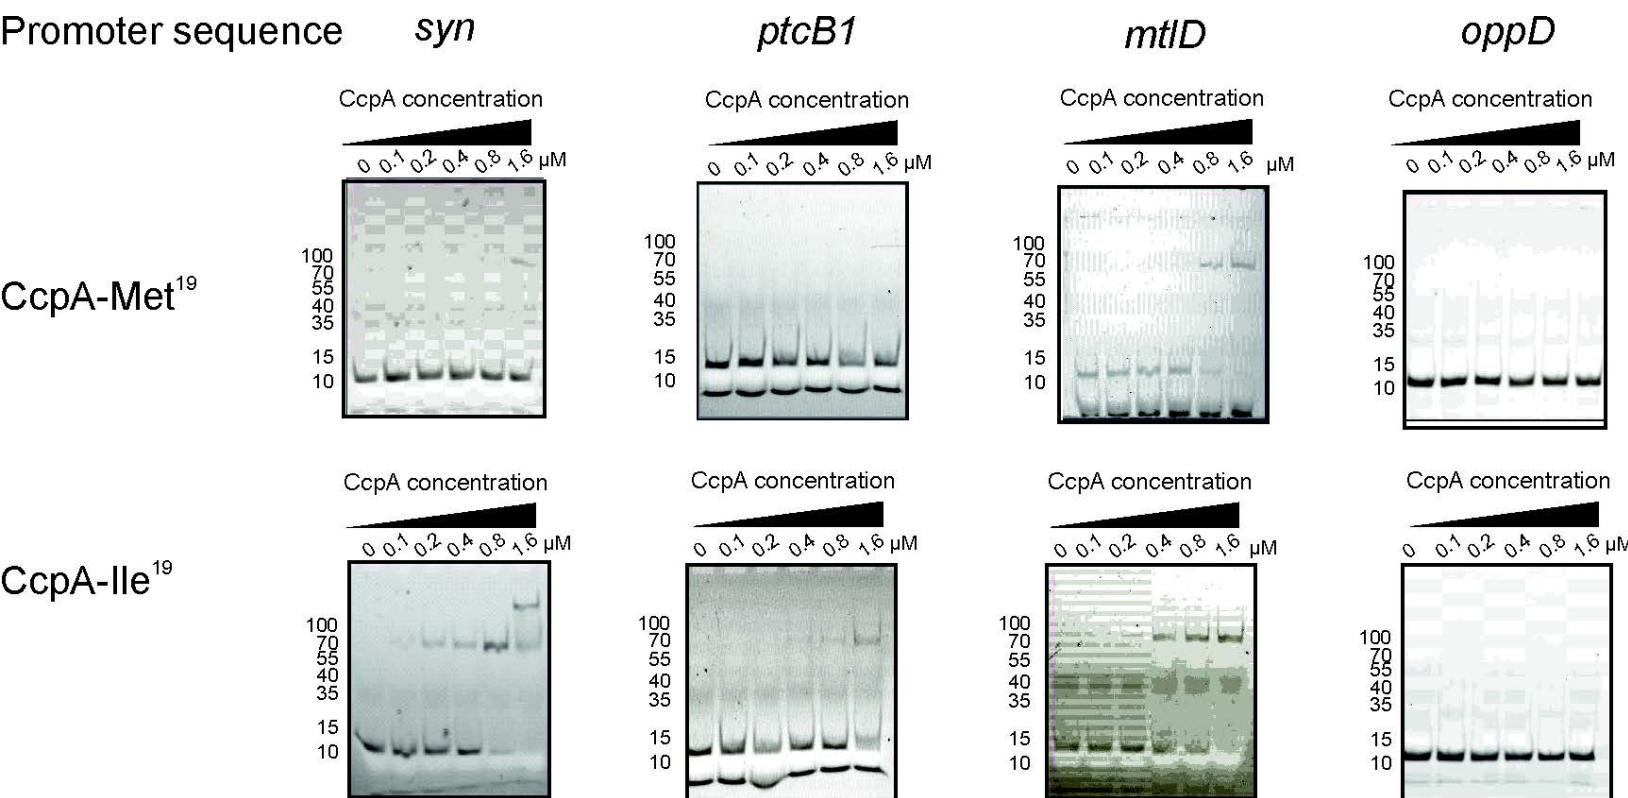 Promoter sequence syn ptcB1 mtlD oppD
CcpA concentration CcpA concentration CcpA concentration CcpA concentration
0 0.1 0.2 0.4 0.8 1.6 µM 0 0.1 0.2 0.4 0.8 1.6 µM 0 0.1 0.2 0.4 0.8 1.6 µM 0 0.1 0.2 0.4 0.8 1.6 µM
CcpA-Met19
100 100 100 100
70 70 70 70
55 55 55 55
40 40 40 40
35 35 35 35
15 15 15 15
10 10 10 10
CcpA concentration CcpA concentration CcpA concentration CcpA concentration
0 0.1 0.2 0.4 0.8 1.6 µM 0 0.1 0.2 0.4 0.8 1.6 µM 0 0.1 0.2 0.4 0.8 1.6 µM 0 0.1 0.2 0.4 0.8 1.6 µM
CcpA-Ile19
100 100 100 100
70 70 70 70
55 55 55 55
40 40 40 40
35 35 35 35
15 15 15 15
10 10 10 10